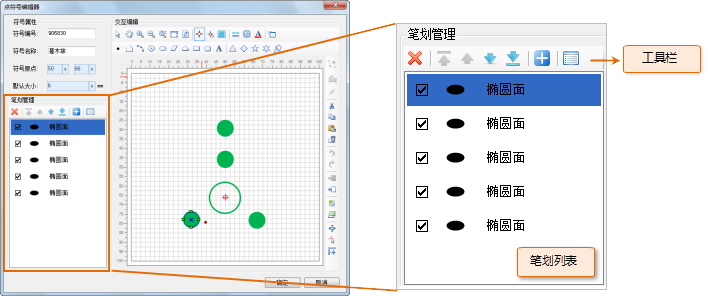 点符号编辑器
符号属性
符号编号: 906830
符号名称: 灌木林
符号原点: 50 86
默认大小: 6
笔划管理
椭圆面
椭圆面
椭圆面
椭圆面
椭圆面
交互编辑
确定 取消
笔划管理
工具栏
椭圆面
椭圆面
椭圆面
椭圆面
椭圆面
笔划列表